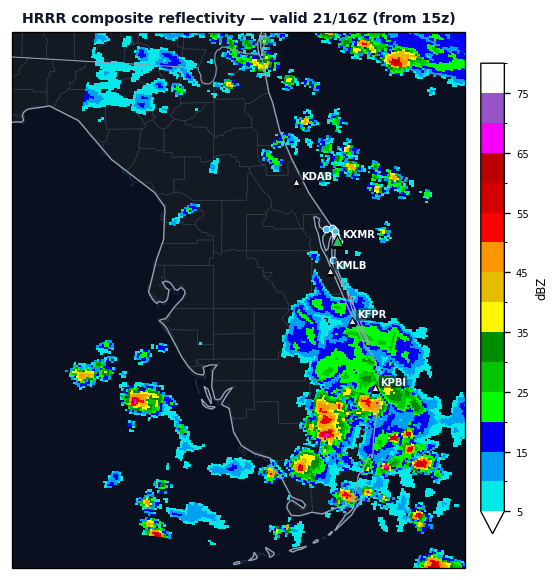 HRRR composite reflectivity — valid 21/16Z (from 15z)
KDAB
KXMR
KMLB
KFPR
KPBI
75
65
55
45
35
25
15
5
dBZ